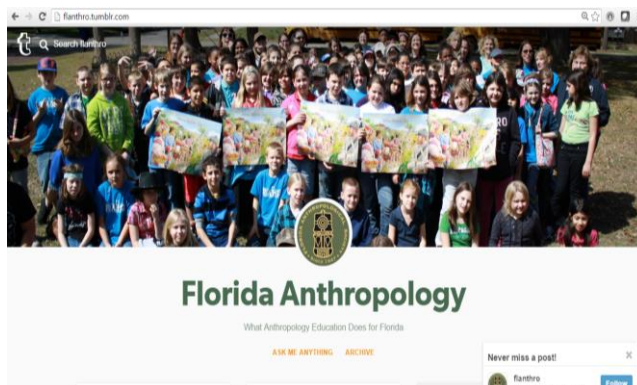 flanthro.tumblr.com
Search flanthro
Florida Anthropology
What Anthropology Education Does for Florida
ASK ME ANYTHING ARCHIVE
Never miss a post! X
flanthro
Follow